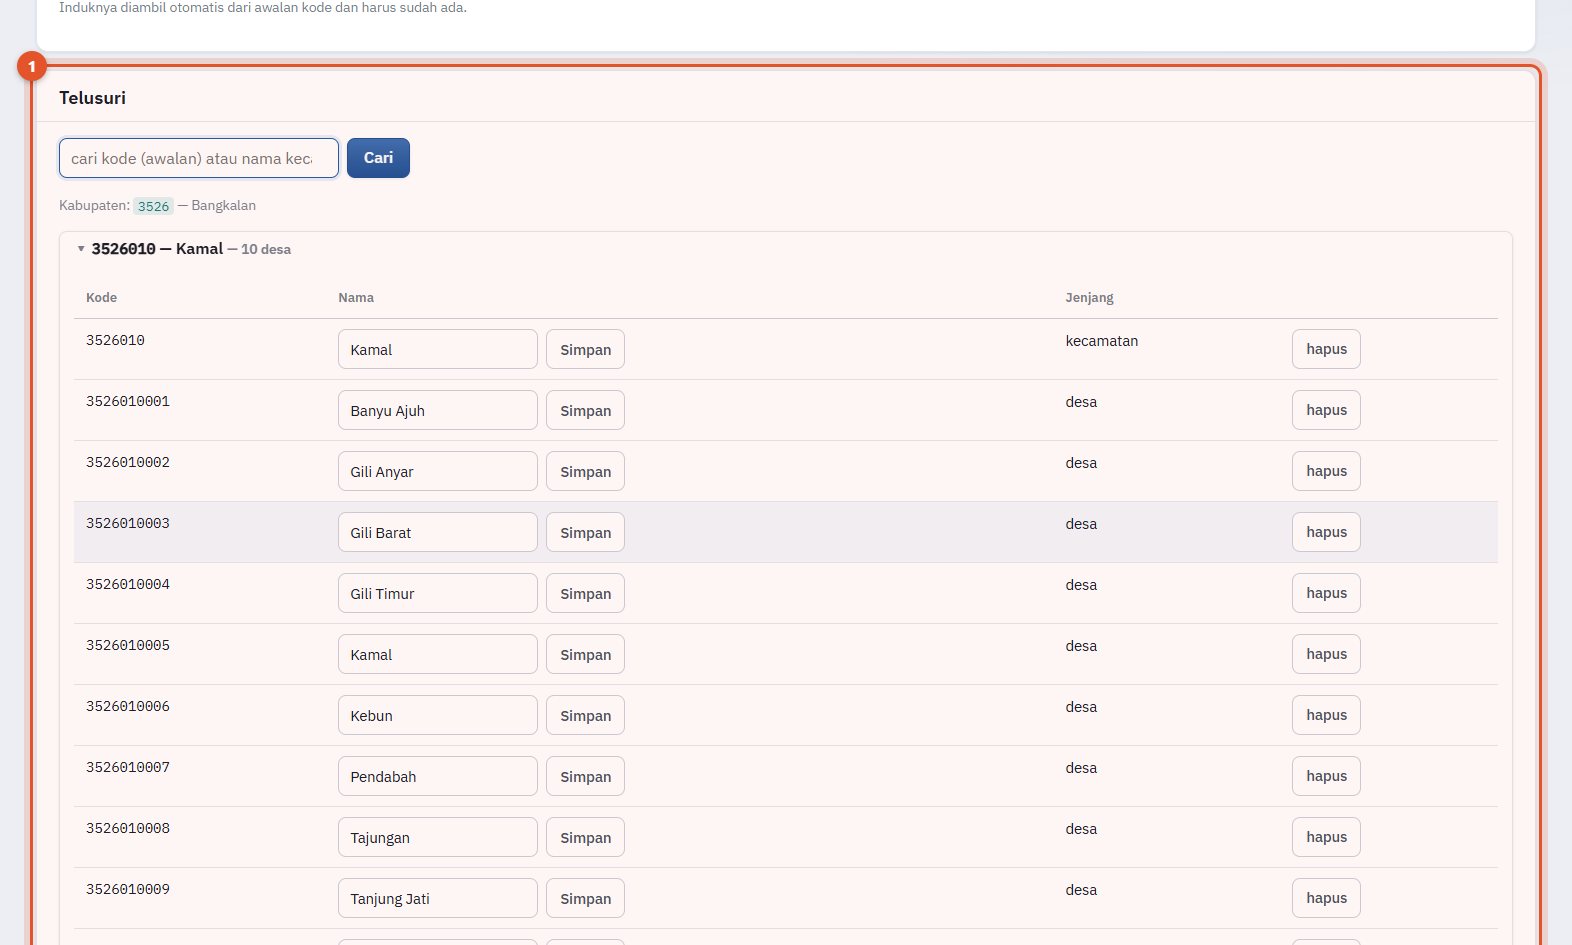 Induknya diambil otomatis dari awalan kode dan harus sudah ada.
1
Telusuri
cari kode (awalan) atau nama
Cari
Kabupaten: 3526 — Bangkalan
▾ 3526010 — Kamal — 10 desa
Kode Nama Jenjang
3526010 Kamal Simpan kecamatan hapus
3526010001 Banyu Ajuh Simpan desa hapus
3526010002 Gili Anyar Simpan desa hapus
3526010003 Gili Barat Simpan desa hapus
3526010004 Gili Timur Simpan desa hapus
3526010005 Kamal Simpan desa hapus
3526010006 Kebun Simpan desa hapus
3526010007 Pendabah Simpan desa hapus
3526010008 Tajungan Simpan desa hapus
3526010009 Tanjung Jati Simpan desa hapus